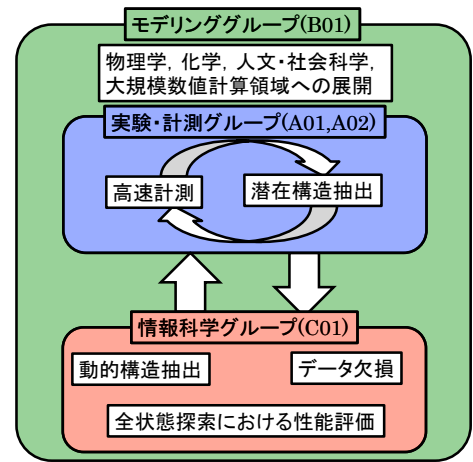 モデリンググループ(B01)
物理学, 化学, 人文・社会科学,
大規模数値計算領域への展開
実験・計測グループ(A01,A02)
高速計測
潜在構造抽出
情報科学グループ(C01)
動的構造抽出
データ欠損
全状態探索における性能評価